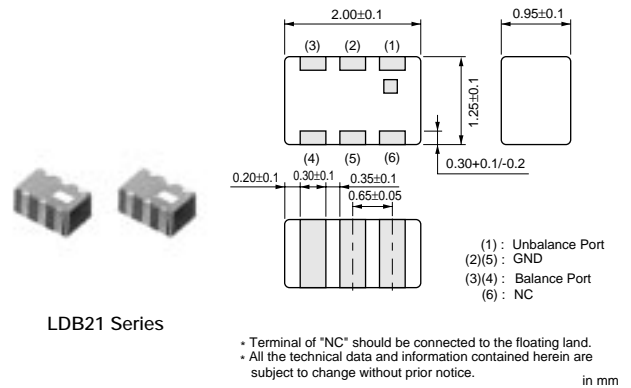 2.00±0.1
0.95±0.1
(3) (2) (1)
1.25±0.1
(4) (5) (6)
0.30+0.1/-0.2
0.20±0.1 0.30±0.1 0.35±0.1
0.65±0.05
(1) : Unbalance Port
(2)(5) : GND
(3)(4) : Balance Port
(6) : NC
LDB21 Series
* Terminal of "NC" should be connected to the floating land.
* All the technical data and information contained herein are
subject to change without prior notice.
in mm